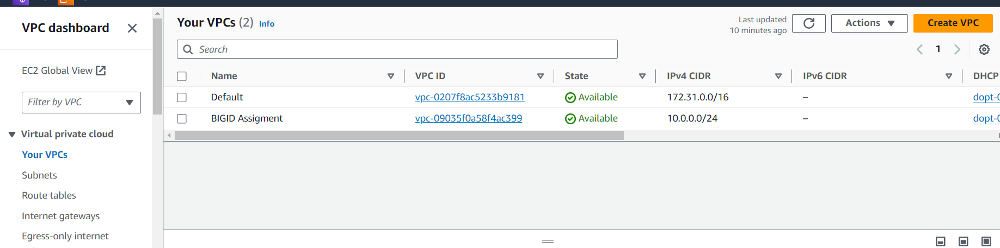 VPC dashboard
EC2 Global View
Filter by VPC
Virtual private cloud
Your VPCs
Subnets
Route tables
Internet gateways
Egress-only internet
Your VPCs (2) Info
Last updated
10 minutes ago
Actions
Create VPC
Search
1
Name VPC ID State IPv4 CIDR IPv6 CIDR DHCP
Default vpc-0207f8ac5233b9181 Available 172.31.0.0/16 – dopt-0
BIGID Assigment vpc-09035f0a58f4ac399 Available 10.0.0.0/24 – dopt-0